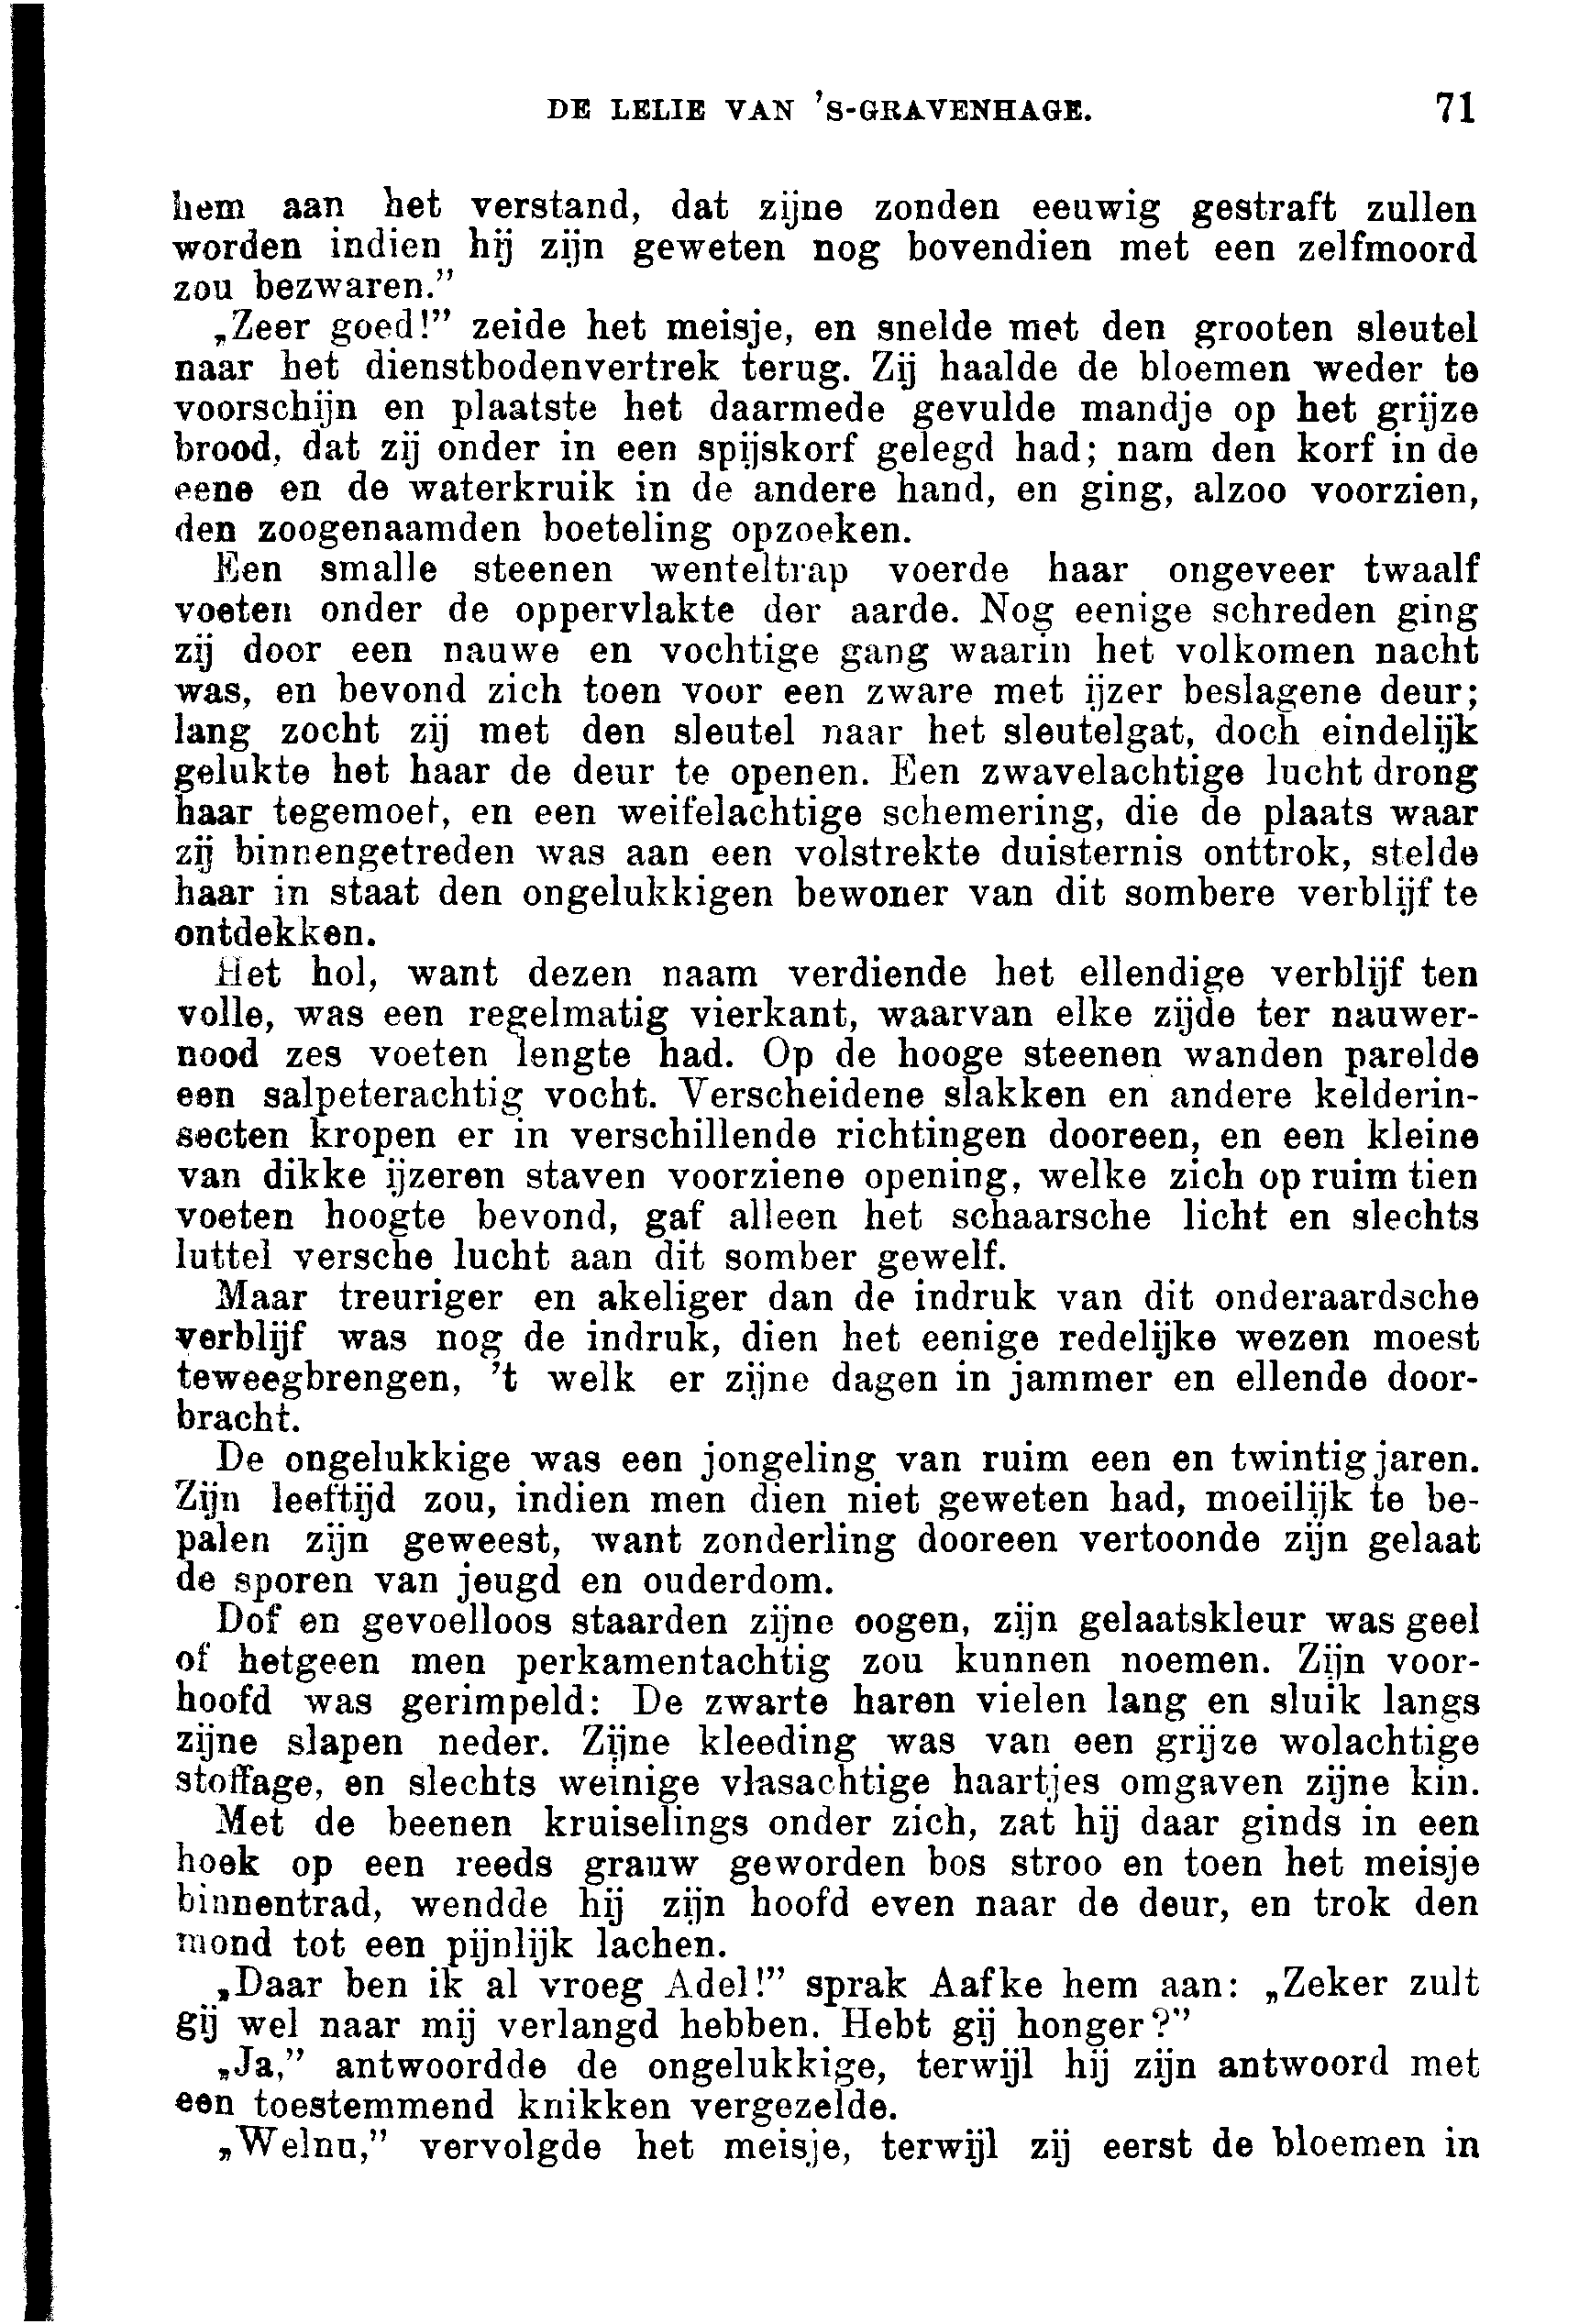 DE LELIE VAN 'S-GRAVENHAGE. 71
hem aan het verstand, dat zijne zonden eeuwig gestraft zullen
worden indien hij zijn geweten nog bovendien met een zelfmoord
zou bezwaren.”
„Zeer goed!” zeide het meisje, en snelde met den grooten sleutel
naar het dienstbodenvertrek terug. Zij haalde de bloemen weder te
voorschijn en plaatste het daarmede gevulde mandje op het grijze
brood, dat zij onder in een spijskorf gelegd had; nam den korf in de
eene en de waterkruik in de andere hand, en ging, alzoo voorzien,
den zoogenaamden boeteling opzoeken.
Een smalle steenen wenteltrap voerde haar ongeveer twaalf
voeten onder de oppervlakte der aarde. Nog eenige schreden ging
zij door een nauwe en vochtige gang waarin het volkomen nacht
was, en bevond zich toen voor een zware met ijzer beslagene deur;
lang zocht zij met den sleutel naar het sleutelgat, doch eindelijk
gelukte het haar de deur te openen. Een zwavelachtige lucht drong
haar tegemoet, en een weifelachtige schemering, die de plaats waar
zij binnengetreden was aan een volstrekte duisternis onttrok, stelde
haar in staat den ongelukkigen bewoner van dit sombere verblijf te
ontdekken.
Het hol, want dezen naam verdiende het ellendige verblijf ten
volle, was een regelmatig vierkant, waarvan elke zijde ter nauwer-
nood zes voeten lengte had. Op de hooge steenen wanden parelde
een salpeterachtig vocht. Verscheidene slakken en andere kelderin-
secten kropen er in verschillende richtingen dooreen, en een kleine
van dikke ijzeren staven voorziene opening, welke zich op ruim tien
voeten hoogte bevond, gaf alleen het schaarsche licht en slechts
luttel versche lucht aan dit somber gewelf.
Maar treuriger en akeliger dan de indruk van dit onderaardsche
verblijf was nog de indruk, dien het eenige redelijke wezen moest
teweegbrengen, 't welk er zijne dagen in jammer en ellende door-
bracht.
De ongelukkige was een jongeling van ruim een en twintig jaren.
Zijn leeftijd zou, indien men dien niet geweten had, moeilijk te be-
palen zijn geweest, want zonderling dooreen vertoonde zijn gelaat
de sporen van jeugd en ouderdom.
Dof en gevoelloos staarden zijne oogen, zijn gelaatskleur was geel
of hetgeen men perkamentachtig zou kunnen noemen. Zijn voor-
hoofd was gerimpeld: De zwarte haren vielen lang en sluik langs
zijne slapen neder. Zijne kleeding was van een grijze wolachtige
stoffage, en slechts weinige vlasachtige haartjes omgaven zijne kin.
Met de beenen kruiselings onder zich, zat hij daar ginds in een
hoek op een reeds grauw geworden bos stroo en toen het meisje
binnentrad, wendde hij zijn hoofd even naar de deur, en trok den
mond tot een pijnlijk lachen.
„Daar ben ik al vroeg Adel!” sprak Aafke hem aan: „Zeker zult
gij wel naar mij verlangd hebben. Hebt gij honger?”
„Ja,” antwoordde de ongelukkige, terwijl hij zijn antwoord met
een toestemmend knikken vergezelde.
„Welnu,” vervolgde het meisje, terwijl zij eerst de bloemen in